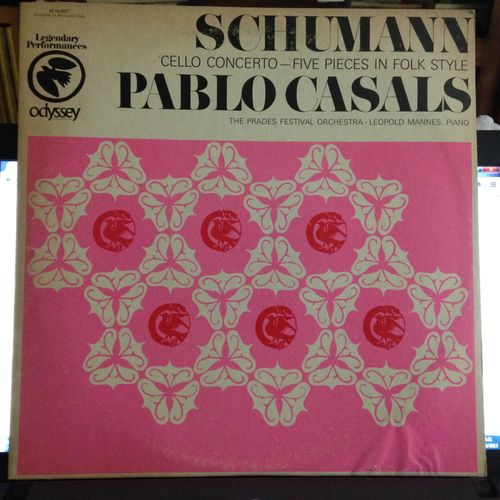 Legendary
Performances
odyssey
SCHUMANN
'CELLO CONCERTO—FIVE PIECES IN FOLK STYLE
PABLO CASALS
THE PRADES FESTIVAL ORCHESTRA • LEOPOLD MANNES, PIANO